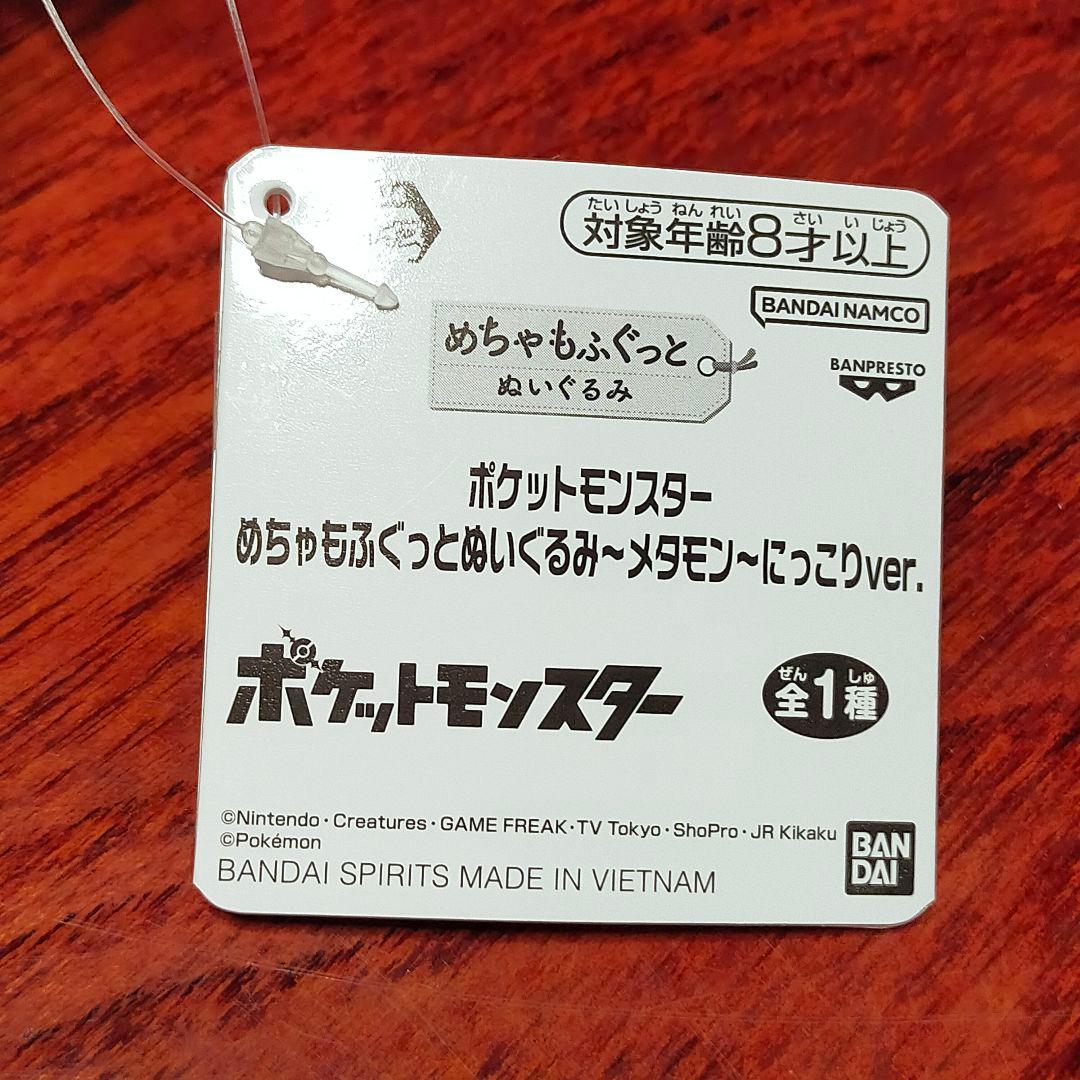 たいしょうねんれい さいいじょう
対象年齢8才以上
BANDAI NAMCO
BANPRESTO
めちゃもふぐっと
ぬいぐるみ
ポケットモンスター
めちゃもふぐっとぬいぐるみ~メタモン~にっこりver.
ポケットモンスター
ぜん しゅ
全1種
©Nintendo・Creatures・GAME FREAK・TV Tokyo・ShoPro・JR Kikaku
©Pokémon
BANDAI SPIRITS MADE IN VIETNAM
BAN
DAI